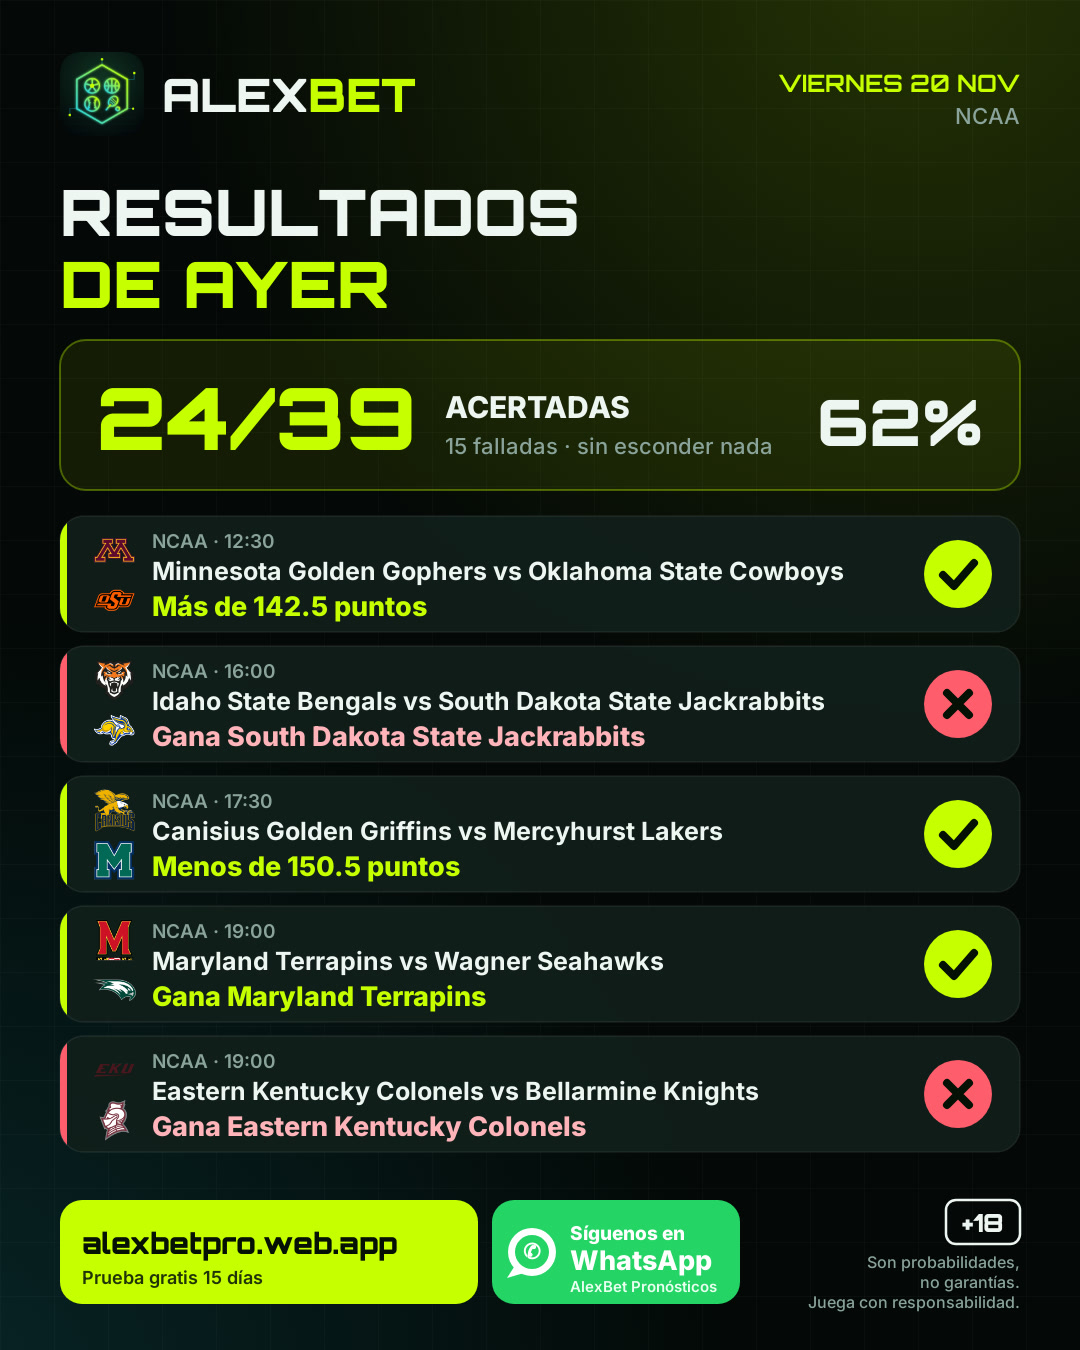 ALEXBET
VIERNES 20 NOV
NCAA
RESULTADOS
DE AYER
24/39
ACERTADAS
15 falladas · sin esconder nada
62%
NCAA · 12:30
Minnesota Golden Gophers vs Oklahoma State Cowboys
Más de 142.5 puntos
M
OSU
NCAA · 16:00
Idaho State Bengals vs South Dakota State Jackrabbits
Gana South Dakota State Jackrabbits
NCAA · 17:30
Canisius Golden Griffins vs Mercyhurst Lakers
Menos de 150.5 puntos
M
NCAA · 19:00
Maryland Terrapins vs Wagner Seahawks
Gana Maryland Terrapins
M
NCAA · 19:00
Eastern Kentucky Colonels vs Bellarmine Knights
Gana Eastern Kentucky Colonels
EKU
alexbetpro.web.app
Prueba gratis 15 días
Síguenos en
WhatsApp
AlexBet Pronósticos
+18
Son probabilidades,
no garantías.
Juega con responsabilidad.